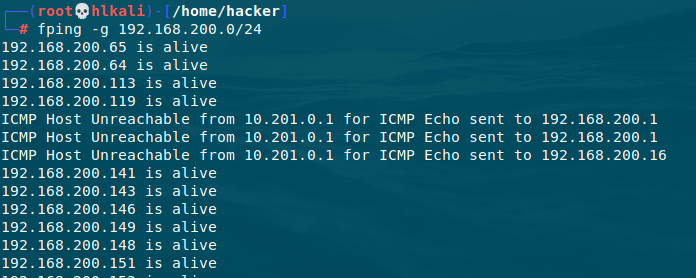 ┌──(root💀hlkali)-[/home/hacker]
└─# fping -g 192.168.200.0/24
192.168.200.65 is alive
192.168.200.64 is alive
192.168.200.113 is alive
192.168.200.119 is alive
ICMP Host Unreachable from 10.201.0.1 for ICMP Echo sent to 192.168.200.1
ICMP Host Unreachable from 10.201.0.1 for ICMP Echo sent to 192.168.200.1
ICMP Host Unreachable from 10.201.0.1 for ICMP Echo sent to 192.168.200.16
192.168.200.141 is alive
192.168.200.143 is alive
192.168.200.146 is alive
192.168.200.149 is alive
192.168.200.148 is alive
192.168.200.151 is alive